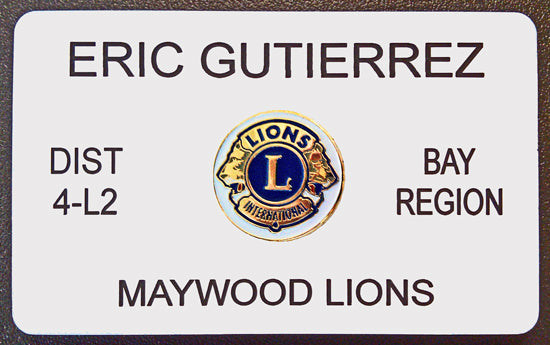 ERIC GUTIERREZ
DIST
4-L2
LIONS
L
INTERNATIONAL
BAY
REGION
MAYWOOD LIONS